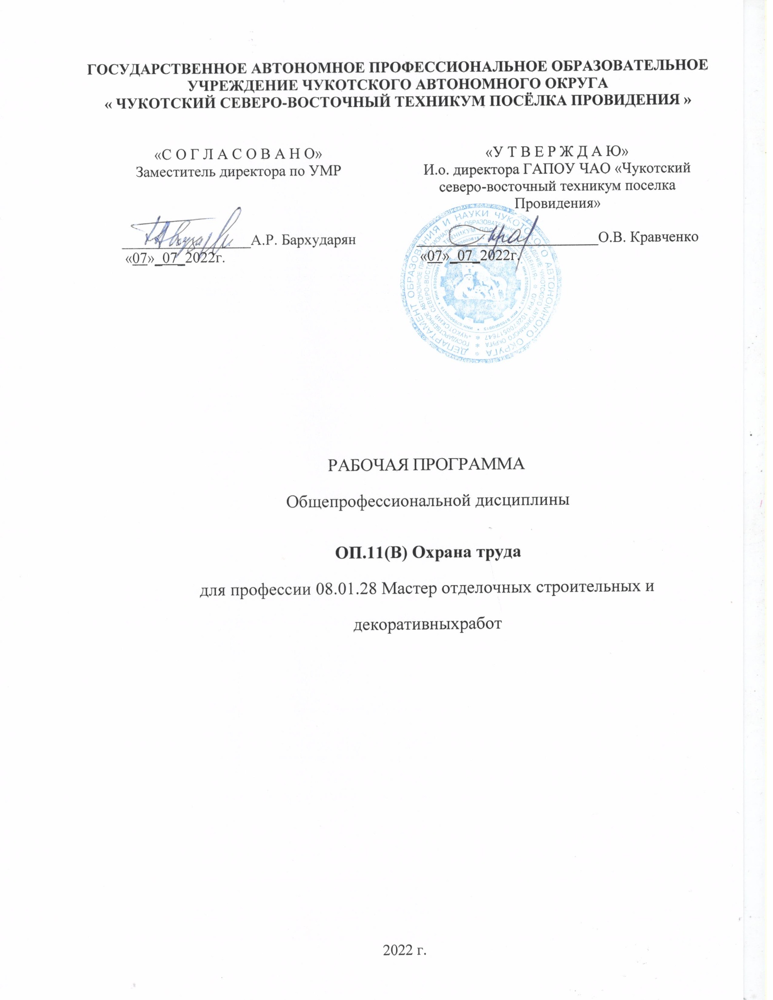 ГОСУДАРСТВЕННОЕ АВТОНОМНОЕ ПРОФЕССИОНАЛЬНОЕ ОБРАЗОВАТЕЛЬНОЕ
УЧРЕЖДЕНИЕ ЧУКОТСКОГО АВТОНОМНОГО ОКРУГА
« ЧУКОТСКИЙ СЕВЕРО-ВОСТОЧНЫЙ ТЕХНИКУМ ПОСЁЛКА ПРОВИДЕНИЯ »
«С О Г Л А С О В А Н О»
Заместитель директора по УМР
А.Р. Бархударян
«07»_07_2022г.
«У Т В Е Р Ж Д А Ю»
И.о. директора ГАПОУ ЧАО «Чукотский
северо-восточный техникум поселка
Провидения»
О.В. Кравченко
«07»_07_2022г.
ДЕПАРТАМЕНТ ОБРАЗОВАНИЯ И НАУКИ ЧУКОТСКОГО АВТОНОМНОГО ОКРУГА
РАБОЧАЯ ПРОГРАММА
Общепрофессиональной дисциплины
ОП.11(В) Охрана труда
для профессии 08.01.28 Мастер отделочных строительных и
декоративныхработ
2022 г.